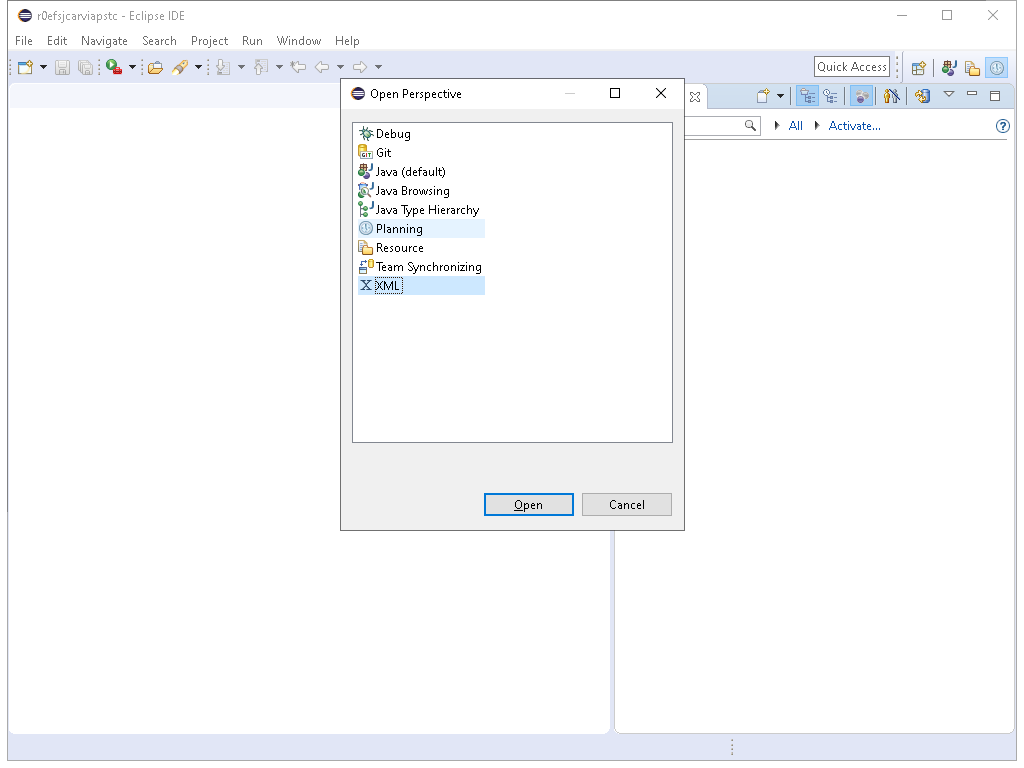 r0efsjcarviapstc - Eclipse IDE
File Edit Navigate Search Project Run Window Help
Quick Access
Open Perspective
All Activate...
Debug
GIT Git
Java (default)
Java Browsing
Java Type Hierarchy
Planning
Resource
Team Synchronizing
X XML
Open Cancel